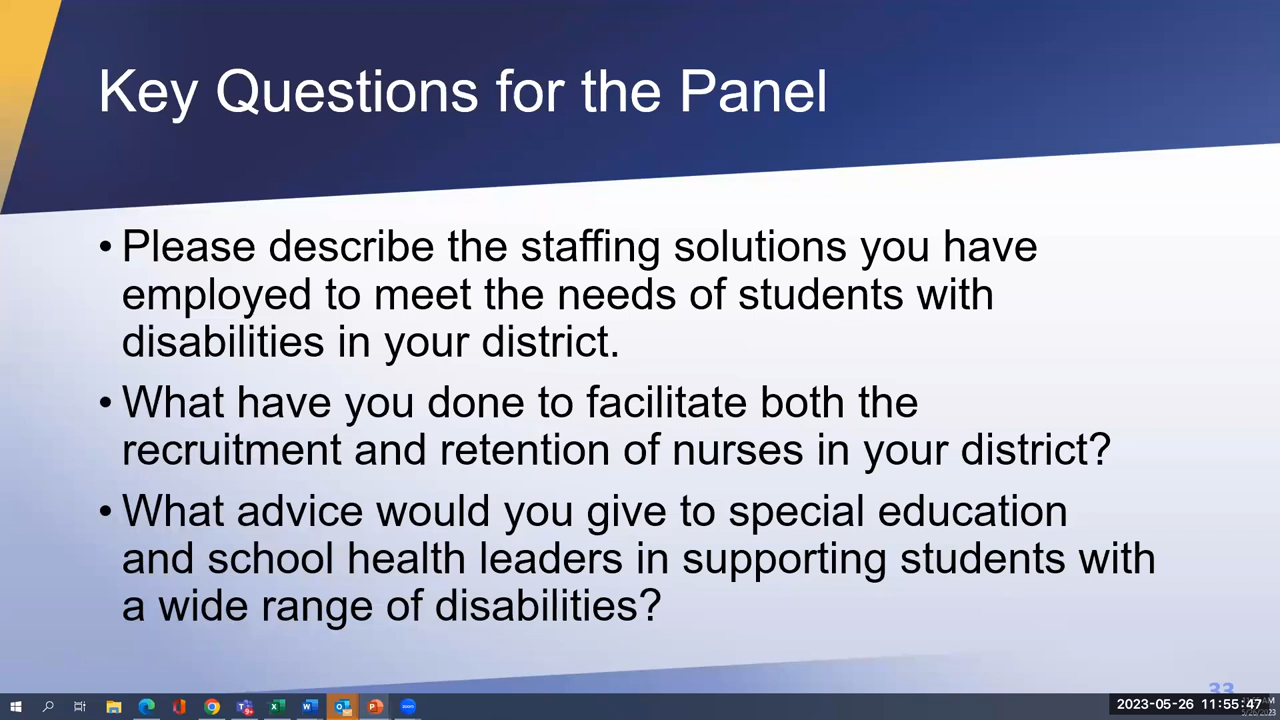 Key Questions for the Panel
• Please describe the staffing solutions you have
employed to meet the needs of students with
disabilities in your district.
• What have you done to facilitate both the
recruitment and retention of nurses in your district?
• What advice would you give to special education
and school health leaders in supporting students with
a wide range of disabilities?
33
2023-05-26 11:55:47